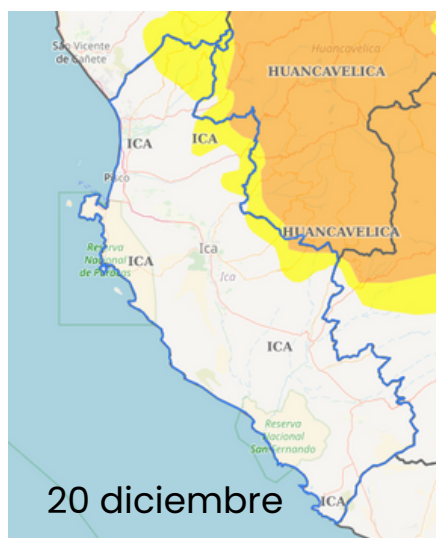 San Vicente
de Cañete
Huancavelica
HUANCAVELICA
ICA
ICA
Pisco
HUANCAVELICA
Ica
Reserva
Nacional
de Paracas
ICA
Ica
ICA
Reserva
Nacional
San Fernando
ICA
20 diciembre